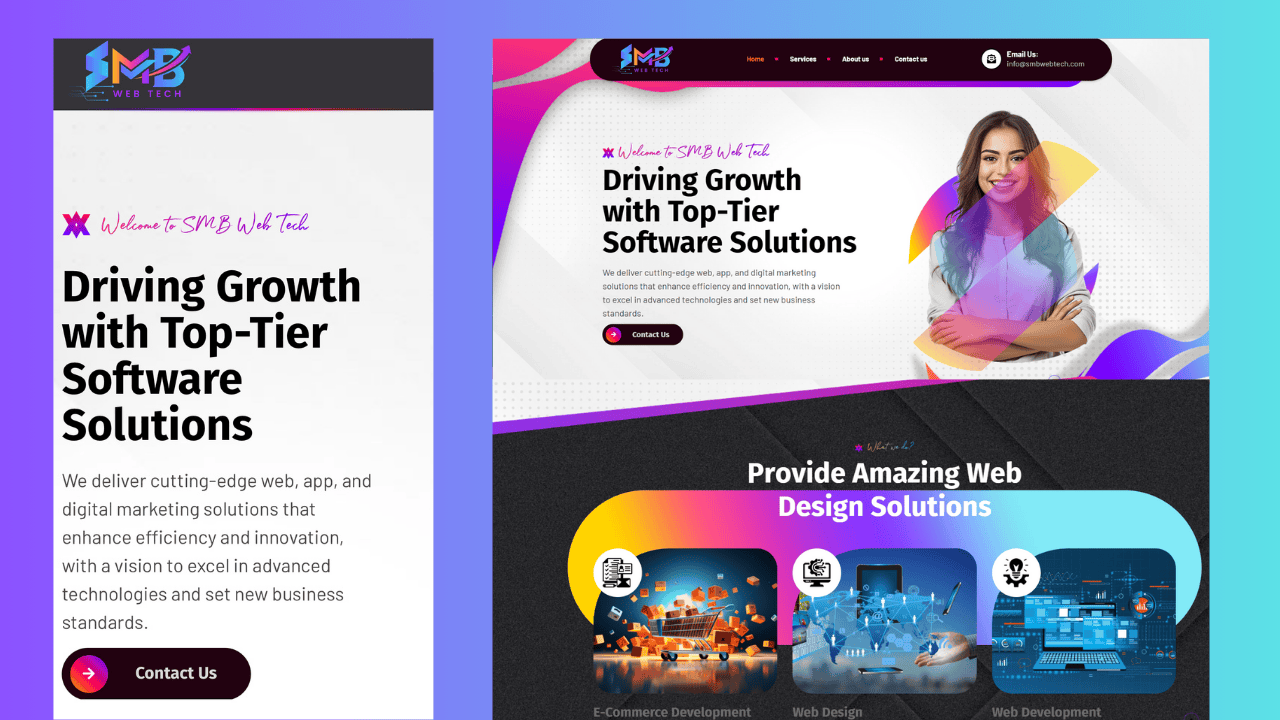 SMB
WEB TECH
Welcome to SMB Web Tech
Driving Growth
with Top-Tier
Software
Solutions
We deliver cutting-edge web, app, and
digital marketing solutions that
enhance efficiency and innovation,
with a vision to excel in advanced
technologies and set new business
standards.
Contact Us
SMB
WEB TECH
Home
Services
About us
Contact us
Email Us:
info@smbwebtech.com
Welcome to SMB Web Tech
Driving Growth
with Top-Tier
Software Solutions
We deliver cutting-edge web, app, and digital marketing
solutions that enhance efficiency and innovation, with a vision
to excel in advanced technologies and set new business
standards.
Contact Us
What we do?
Provide Amazing Web
Design Solutions
E-Commerce Development
Web Design
Web Development